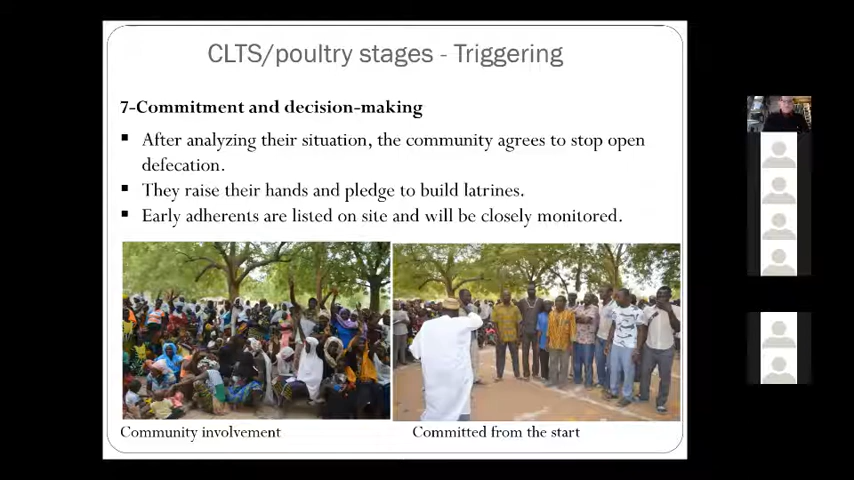 CLTS/poultry stages - Triggering
7-Commitment and decision-making
▪ After analyzing their situation, the community agrees to stop open
defecation.
▪ They raise their hands and pledge to build latrines.
▪ Early adherents are listed on site and will be closely monitored.
Community involvement
Committed from the start